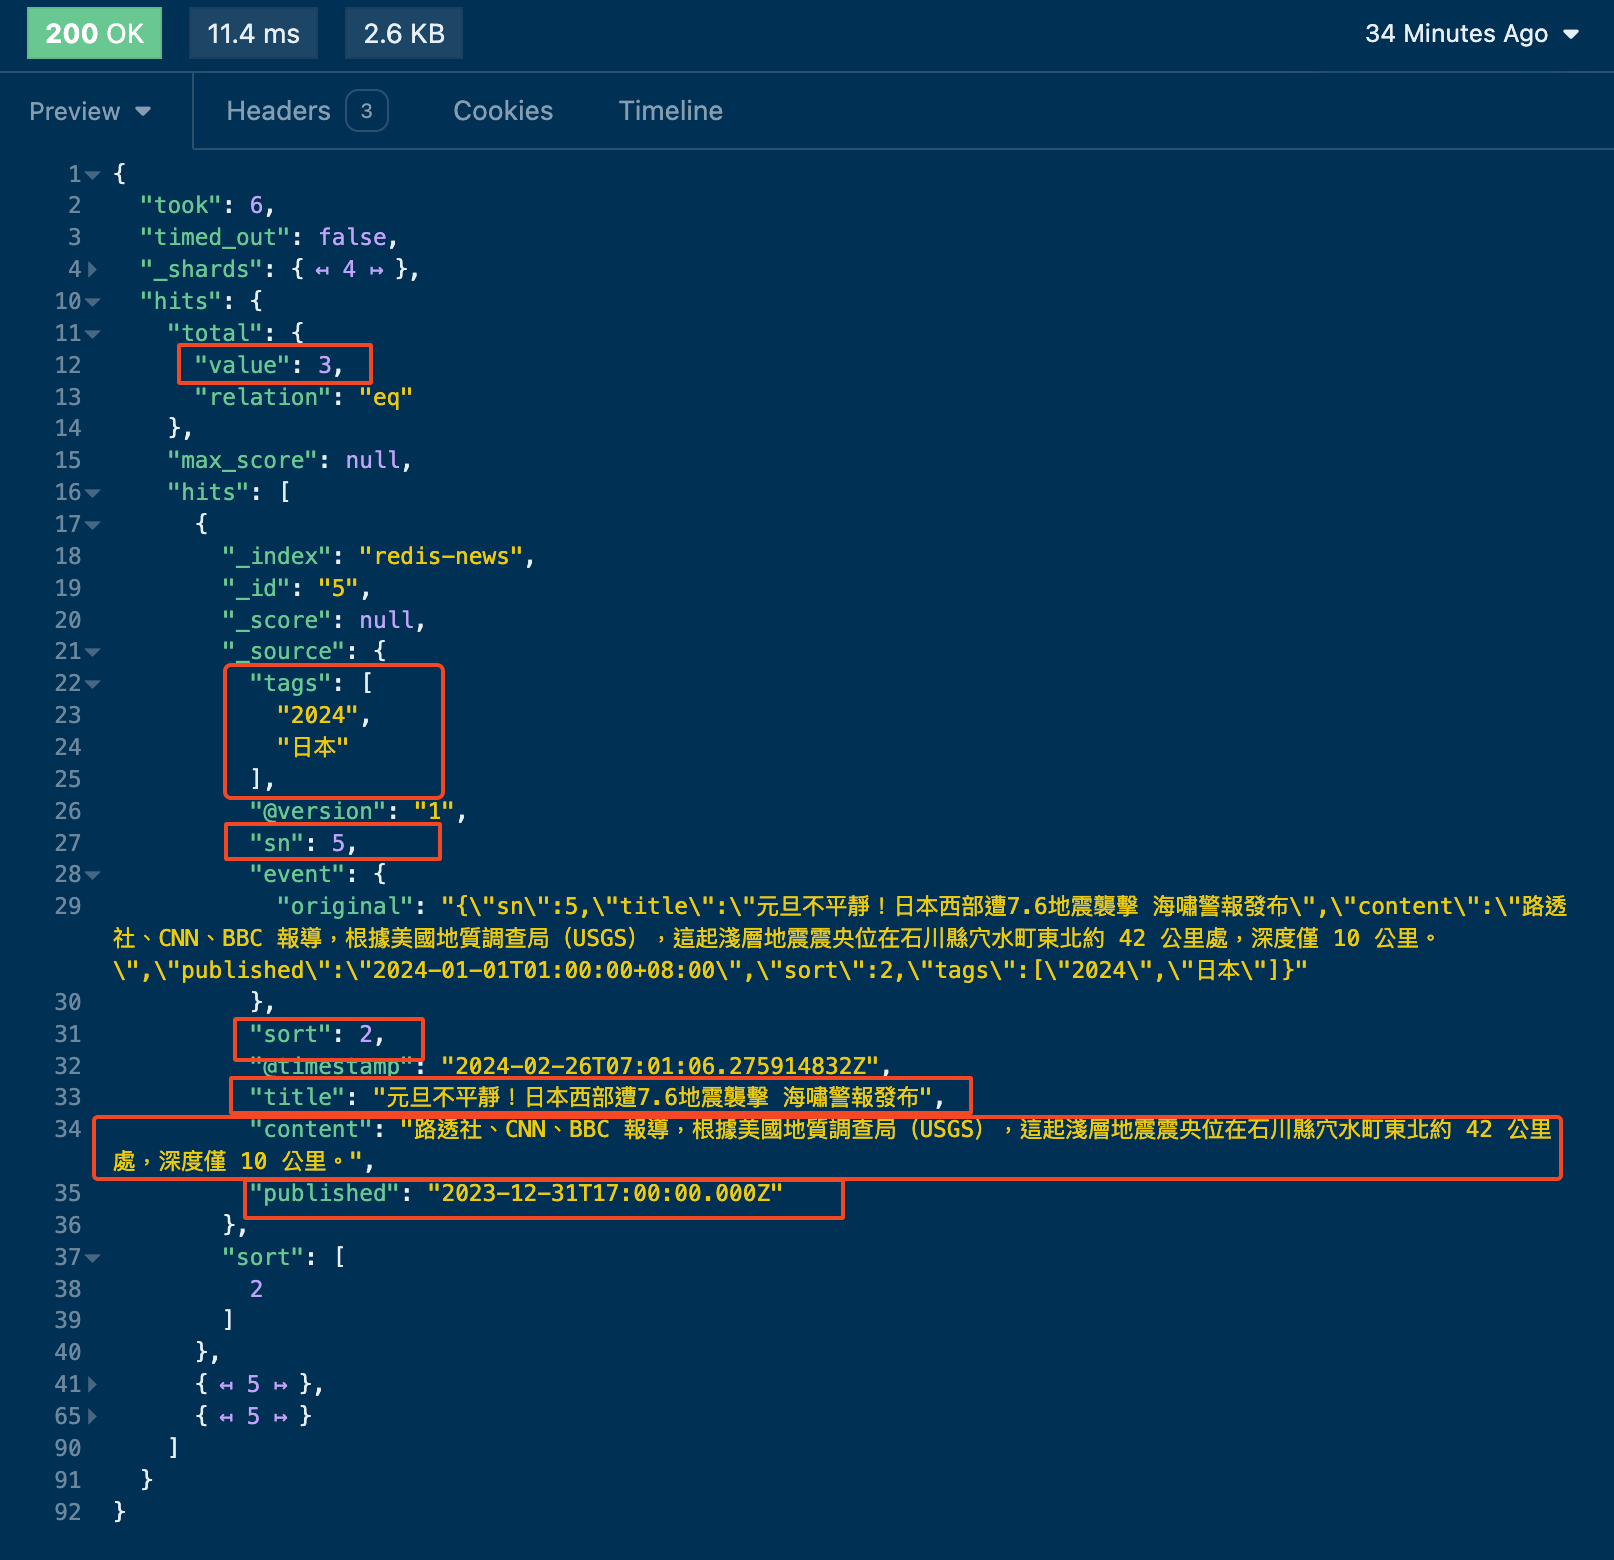 200 OK 11.4 ms 2.6 KB 34 Minutes Ago
Preview Headers 3 Cookies Timeline
1 {
2 "took": 6,
3 "timed_out": false,
4 "_shards": { ↤ 4 ↦ },
10 "hits": {
11 "total": {
12 "value": 3,
13 "relation": "eq"
14 },
15 "max_score": null,
16 "hits": [
17 {
18 "_index": "redis-news",
19 "_id": "5",
20 "_score": null,
21 "_source": {
22 "tags": [
23 "2024",
24 "日本"
25 ],
26 "@version": "1",
27 "sn": 5,
28 "event": {
29 "original": "{\"sn\":5,\"title\":\"元旦不平靜！日本西部遭7.6地震襲擊 海嘯警報發布\",\"content\":\"路透
社、CNN、BBC 報導，根據美國地質調查局（USGS），這起淺層地震震央位在石川縣穴水町東北約 42 公里處，深度僅 10 公里。
\",\"published\":\"2024-01-01T01:00:00+08:00\",\"sort\":2,\"tags\":[\"2024\",\"日本\"]}"
30 },
31 "sort": 2,
32 "@timestamp": "2024-02-26T07:01:06.275914832Z",
33 "title": "元旦不平靜！日本西部遭7.6地震襲擊 海嘯警報發布",
34 "content": "路透社、CNN、BBC 報導，根據美國地質調查局（USGS），這起淺層地震震央位在石川縣穴水町東北約 42 公里
處，深度僅 10 公里。",
35 "published": "2023-12-31T17:00:00.000Z"
36 },
37 "sort": [
38 2
39 ]
40 },
41 { ↤ 5 ↦ },
65 { ↤ 5 ↦ }
90 ]
91 }
92 }